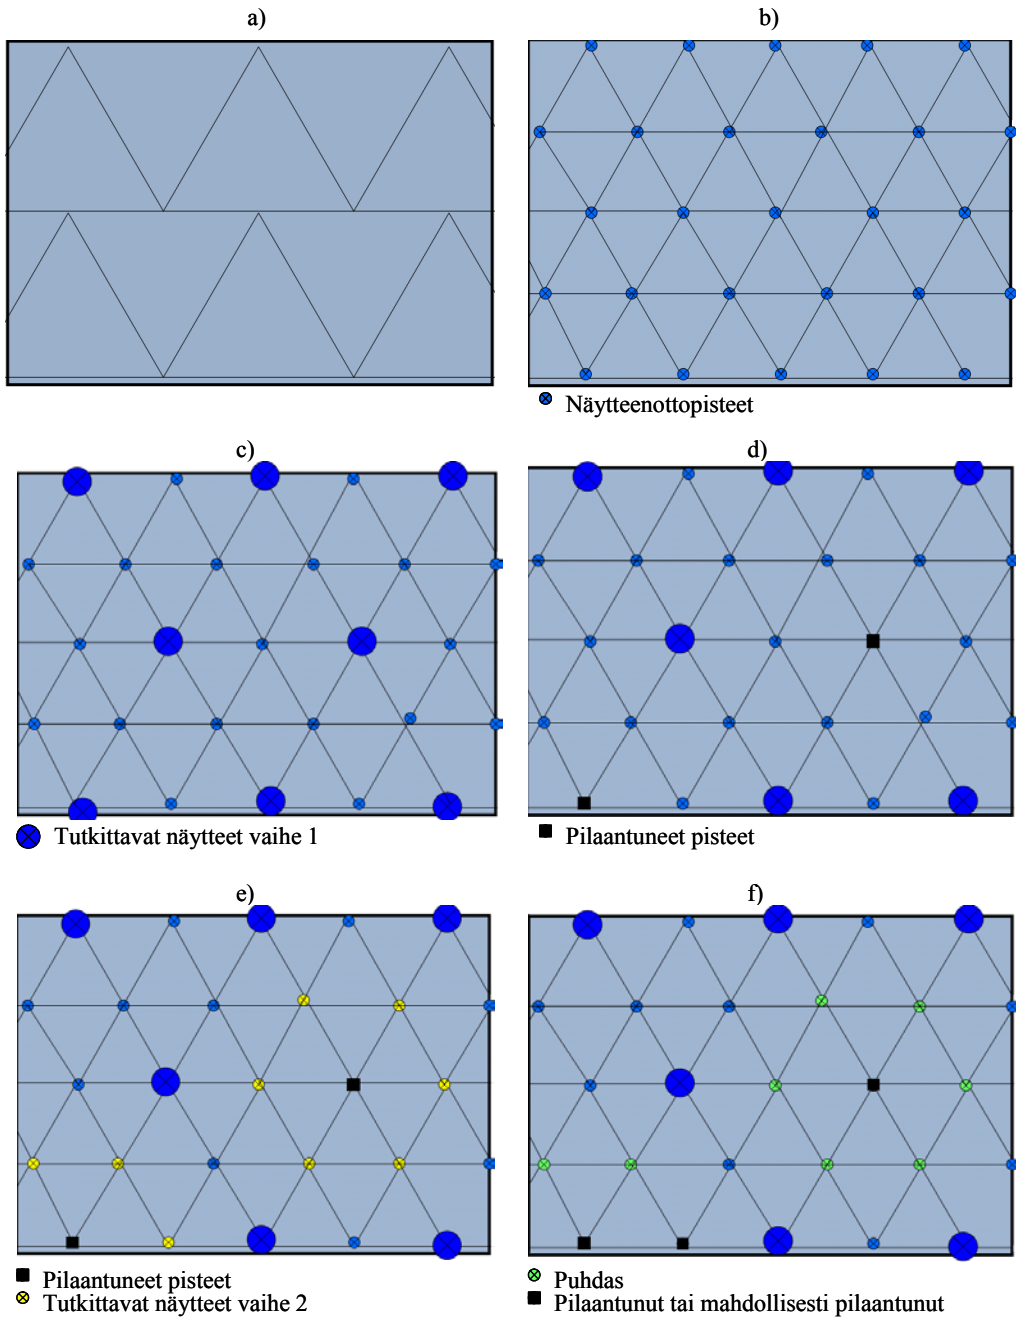 a)
b)
Näytteenottopisteet
c)
d)
Tutkittavat näytteet vaihe 1
Pilaantuneet pisteet
e)
f)
Pilaantuneet pisteet
Tutkittavat näytteet vaihe 2
Puhdas
Pilaantunut tai mahdollisesti pilaantunut